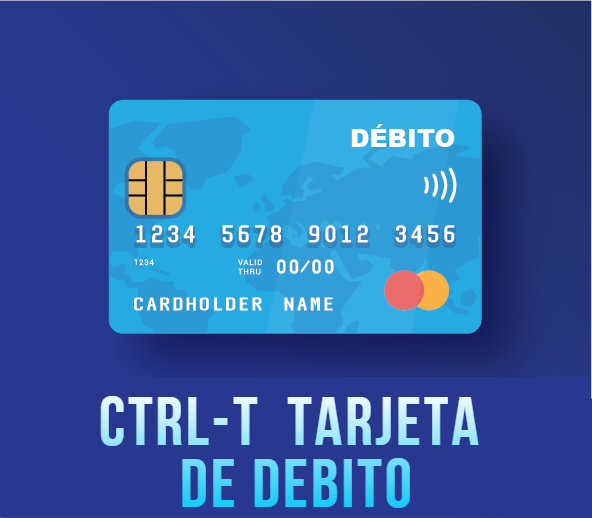 DÉBITO
1234 5678 9012 3456
1234
VALID
THRU
00/00
CARDHOLDER NAME
CTRL-T TARJETA
DE DEBITO